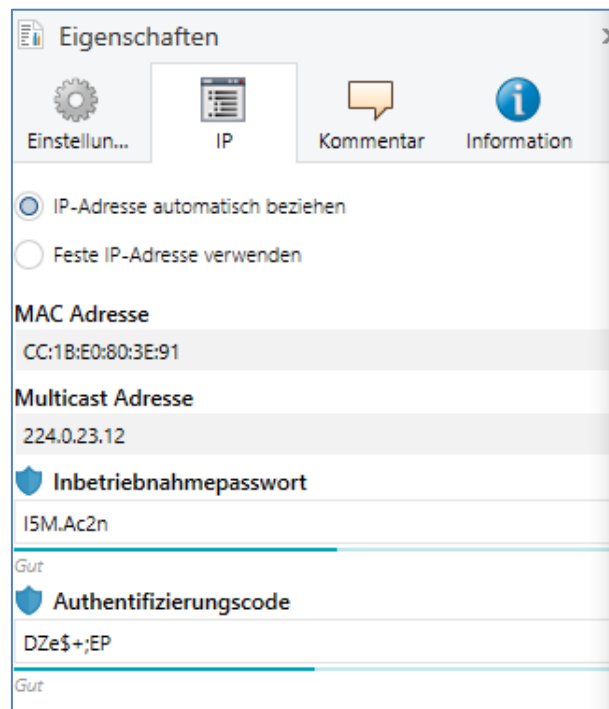 Eigenschaften
Einstellun... IP Kommentar Information
IP-Adresse automatisch beziehen
Feste IP-Adresse verwenden
MAC Adresse
CC:1B:E0:80:3E:91
Multicast Adresse
224.0.23.12
Inbetriebnahmepasswort
I5M.Ac2n
Gut
Authentifizierungscode
DZe$+;EP
Gut